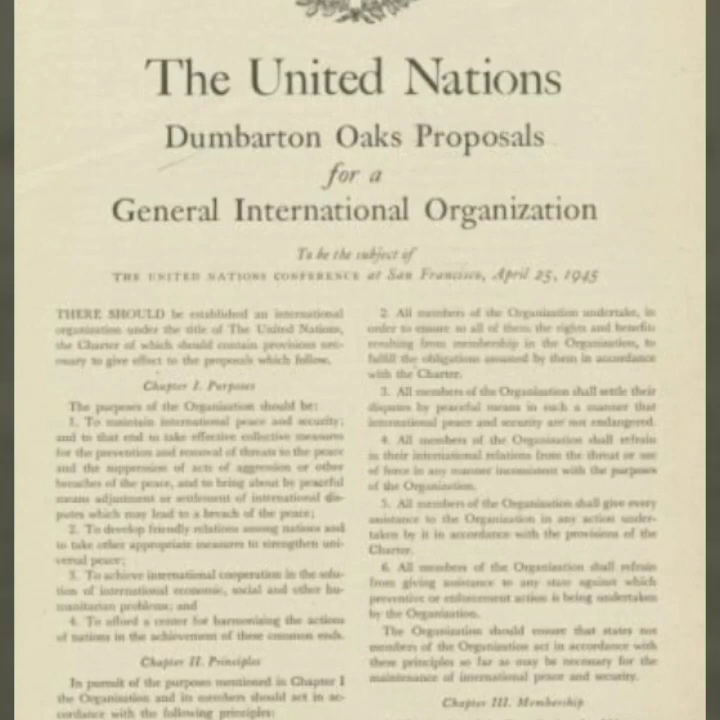 The United Nations
Dumbarton Oaks Proposals
for a
General International Organization
To be the subject of
THE UNITED NATIONS CONFERENCE at San Francisco, April 25, 1945
THERE SHOULD be established an international
organization under the title of The United Nations,
the Charter of which should contain provisions nec-
essary to give effect to the proposals which follow.
Chapter I. Purposes
The purposes of the Organization should be:
1. To maintain international peace and security;
and to that end to take effective collective measures
for the prevention and removal of threats to the peace
and the suppression of acts of aggression or other
breaches of the peace, and to bring about by peaceful
means adjustment or settlement of international dis-
putes which may lead to a breach of the peace;
2. To develop friendly relations among nations and
to take other appropriate measures to strengthen uni-
versal peace;
3. To achieve international cooperation in the solu-
tion of international economic, social and other hu-
manitarian problems; and
4. To afford a center for harmonizing the actions
of nations in the achievement of these common ends.
Chapter II. Principles
In pursuit of the purposes mentioned in Chapter I
the Organization and its members should act in ac-
cordance with the following principles:
2. All members of the Organization undertake, in
order to ensure to all of them the rights and benefits
resulting from membership in the Organization, to
fulfill the obligations assumed by them in accordance
with the Charter.
3. All members of the Organization shall settle their
disputes by peaceful means in such a manner that
international peace and security are not endangered.
4. All members of the Organization shall refrain
in their international relations from the threat or use
of force in any manner inconsistent with the purposes
of the Organization.
5. All members of the Organization shall give every
assistance to the Organization in any action under-
taken by it in accordance with the provisions of the
Charter.
6. All members of the Organization shall refrain
from giving assistance to any state against which
preventive or enforcement action is being undertaken
by the Organization.
The Organization should ensure that states not
members of the Organization act in accordance with
these principles so far as may be necessary for the
maintenance of international peace and security.
Chapter III. Membership